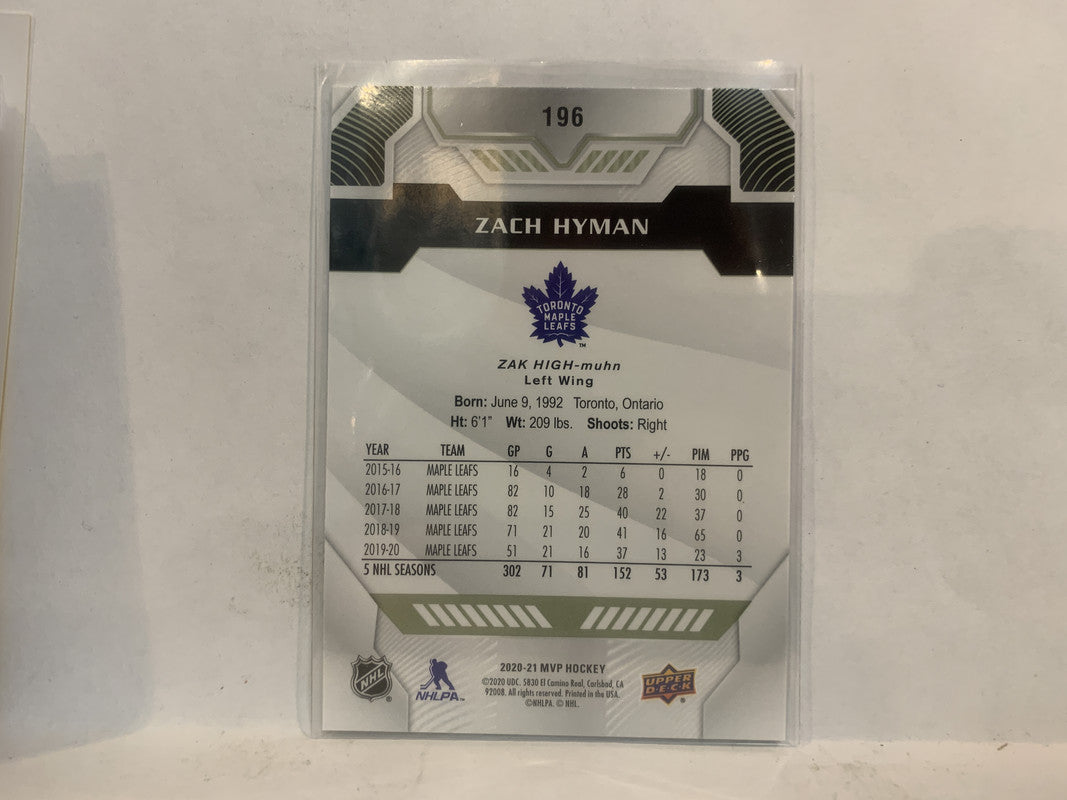 196
ZACH HYMAN
TORONTO
MAPLE
LEAFS
TM
ZAK HIGH-muhn
Left Wing
Born: June 9, 1992 Toronto, Ontario
Ht: 6'1" Wt: 209 lbs. Shoots: Right
YEAR TEAM GP G A PTS +/- PIM PPG
2015-16 MAPLE LEAFS 16 4 2 6 0 18 0
2016-17 MAPLE LEAFS 82 10 18 28 2 30 0
2017-18 MAPLE LEAFS 82 15 25 40 22 37 0
2018-19 MAPLE LEAFS 71 21 20 41 16 65 0
2019-20 MAPLE LEAFS 51 21 16 37 13 23 3
5 NHL SEASONS 302 71 81 152 53 173 3
NHL
NHLPA
2020-21 MVP HOCKEY
©2020 UDC. 5830 El Camino Real, Carlsbad, CA
92008. All rights reserved. Printed in the USA.
©NHLPA. © NHL.
UPPER
DECK